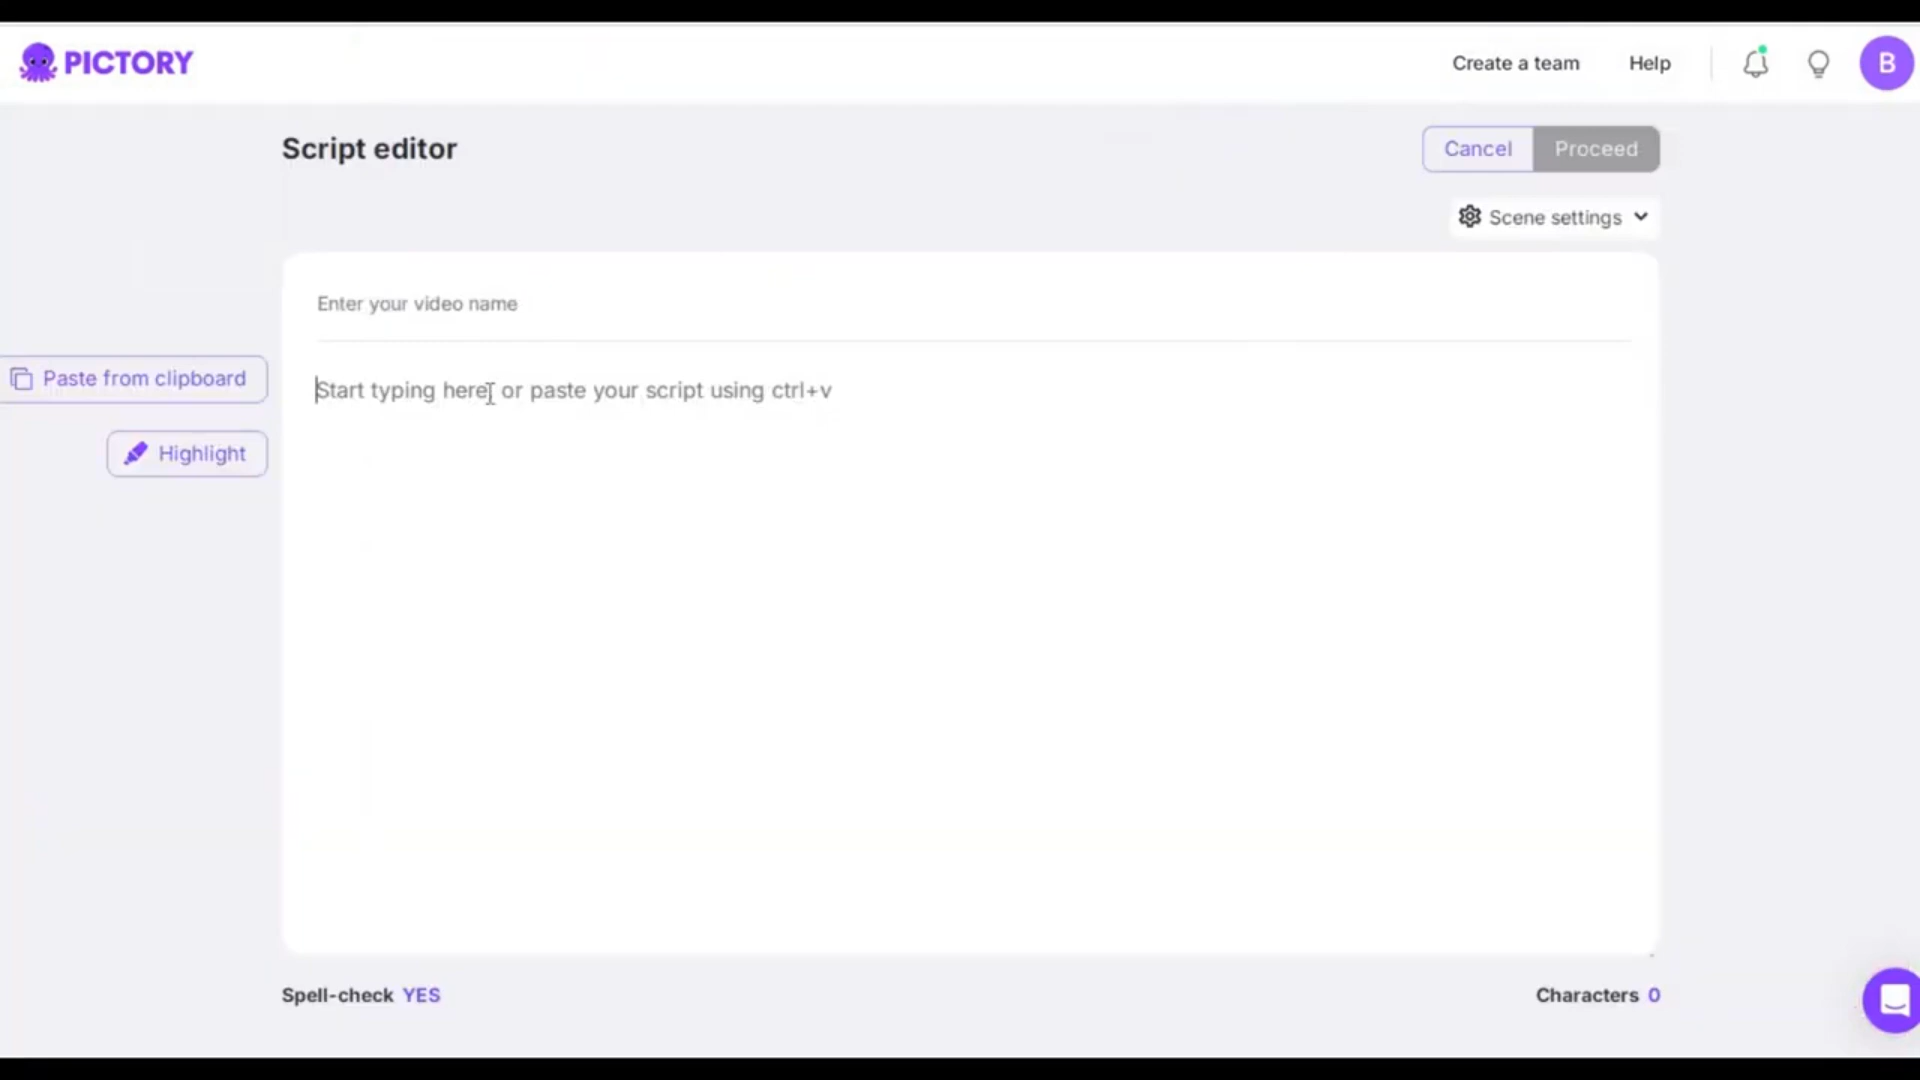 PICTORY
Create a team
Help
B
Script editor
Cancel
Proceed
Scene settings
Enter your video name
Paste from clipboard
Start typing here, or paste your script using ctrl+v
Highlight
Spell-check YES
Characters 0